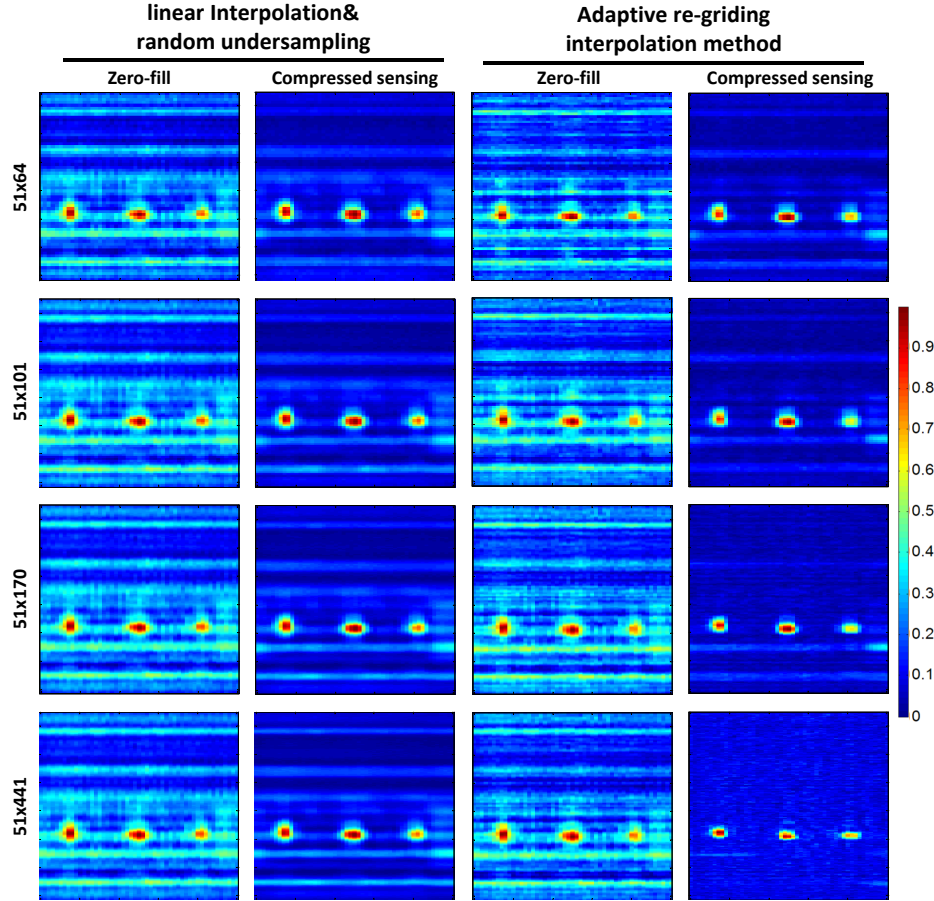 linear Interpolation&
random undersampling
Adaptive re-griding
interpolation method
Zero-fill
Compressed sensing
Zero-fill
Compressed sensing
51x64
51x101
51x170
51x441
0.9
0.8
0.7
0.6
0.5
0.4
0.3
0.2
0.1
0